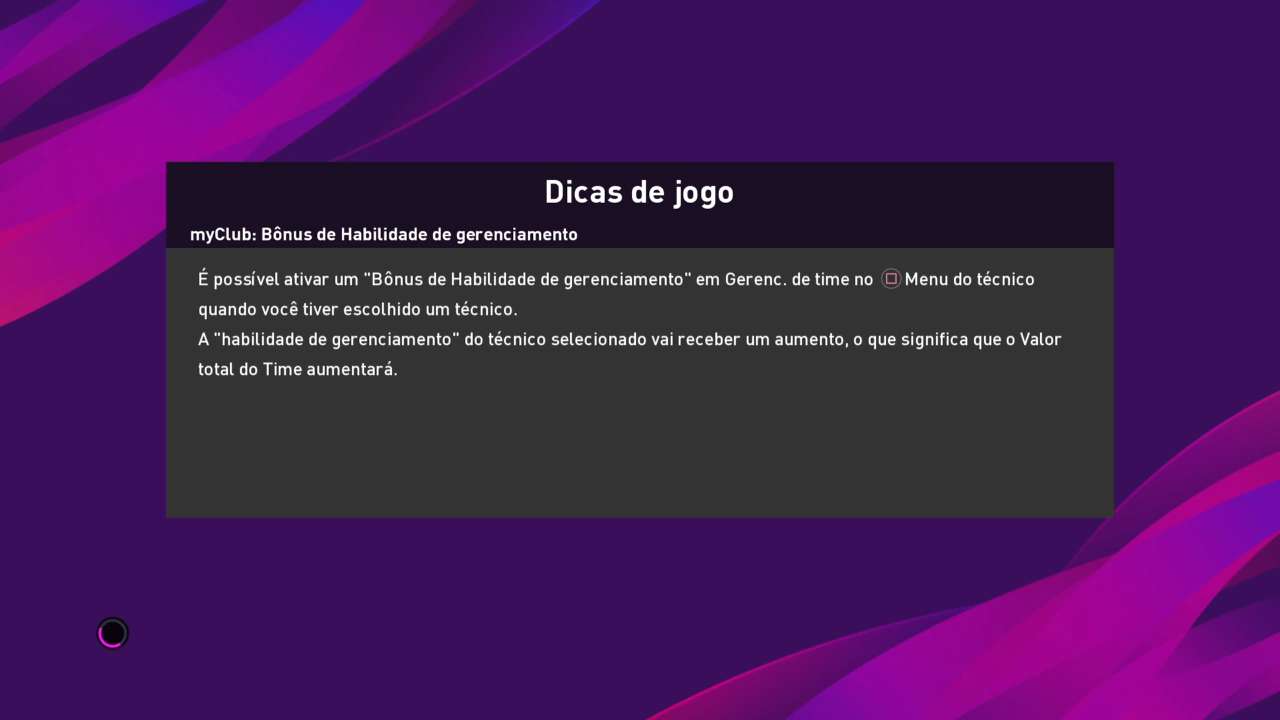 Dicas de jogo
myClub: Bônus de Habilidade de gerenciamento
É possível ativar um "Bônus de Habilidade de gerenciamento" em Gerenc. de time no Menu do técnico
quando você tiver escolhido um técnico.
A "habilidade de gerenciamento" do técnico selecionado vai receber um aumento, o que significa que o Valor
total do Time aumentará.